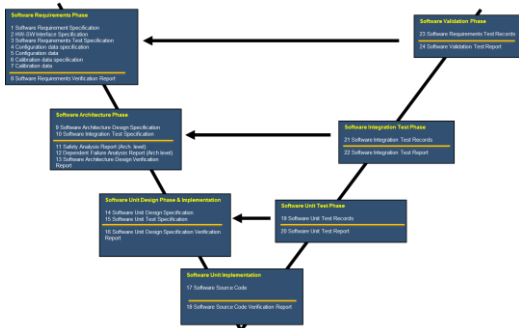 Software Requirements Phase
1 Software Requirement Specification
2 HW-SW Interface Specification
3 Software Requirements Test Specification
4 Configuration data specification
5 Configuration data
6 Calibration data specification
7 Calibration data
8 Software Requirements Verification Report
Software Validation Phase
23 Software Requirements Test Records
24 Software Validation Test Report
Software Architecture Phase
9 Software Architecture Design Specification
10 Software Integration Test Specification
11 Safety Analysis Report (Arch. level)
12 Dependent Failure Analysis Report (Arch level)
13 Software Architecture Design Verification
Report
Software Integration Test Phase
21 Software Integration Test Records
22 Software Integration Test Report
Software Unit Design Phase & Implementation
14 Software Unit Design Specification
15 Software Unit Test Specification
16 Software Unit Design Specification Verification
Report
Software Unit Test Phase
19 Software Unit Test Records
20 Software Unit Test Report
Software Unit Implementation
17 Software Source Code
18 Software Source Code Verification Report